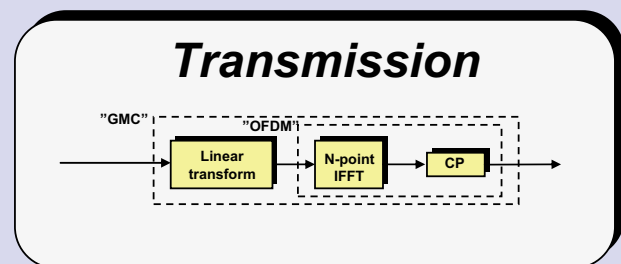 Transmission
”GMC”
”OFDM”
Linear
transform
N-point
IFFT
CP